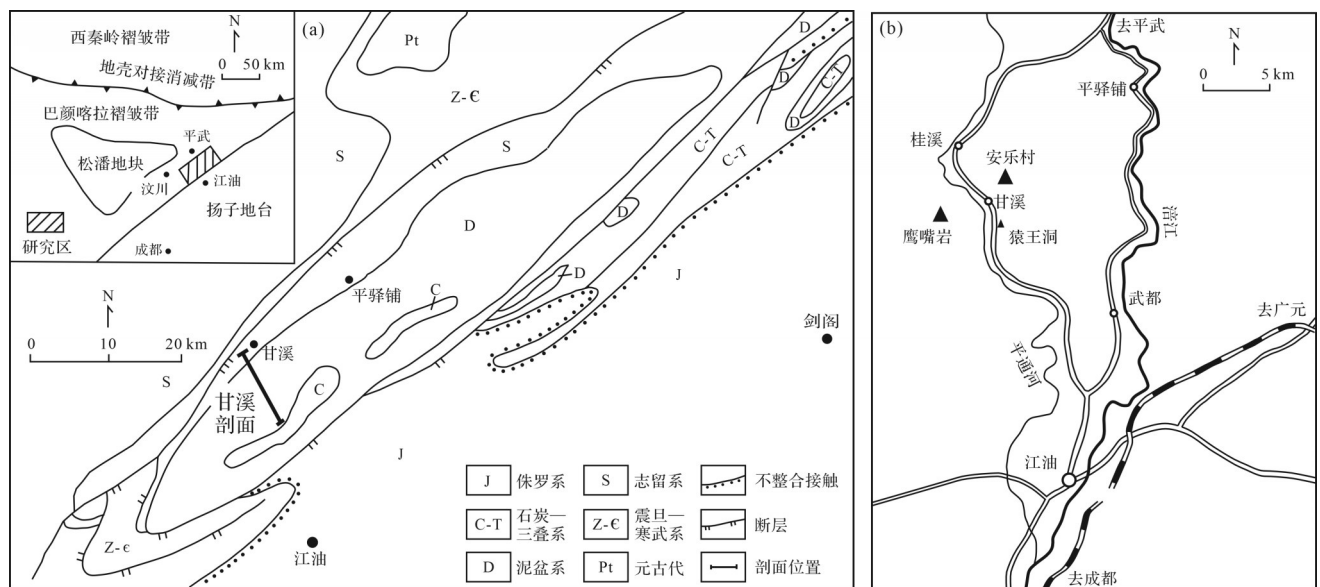 (a)
N
西秦岭褶皱带
0 50 km
地壳对接消减带
巴颜喀拉褶皱带
平武
松潘地块
汶川
江油
扬子地台
研究区
成都
Pt
D
D
C-T
D
Z-Є
S
S
C-T
C-T
D
D
D
C
J
平驿铺
N
0 10 20 km
甘溪
S
甘溪
剖面
C
剑阁
J
Z-Є
江油
J 侏罗系
S 志留系
不整合接触
C-T 石炭—
三叠系
Z-Є 震旦—
寒武系
断层
D 泥盆系
Pt 元古代
剖面位置
(b)
去平武
N
0 5 km
平驿铺
桂溪
安乐村
甘溪
鹰嘴岩
猿王洞
涪江
武都
去广元
平通河
江油
去成都